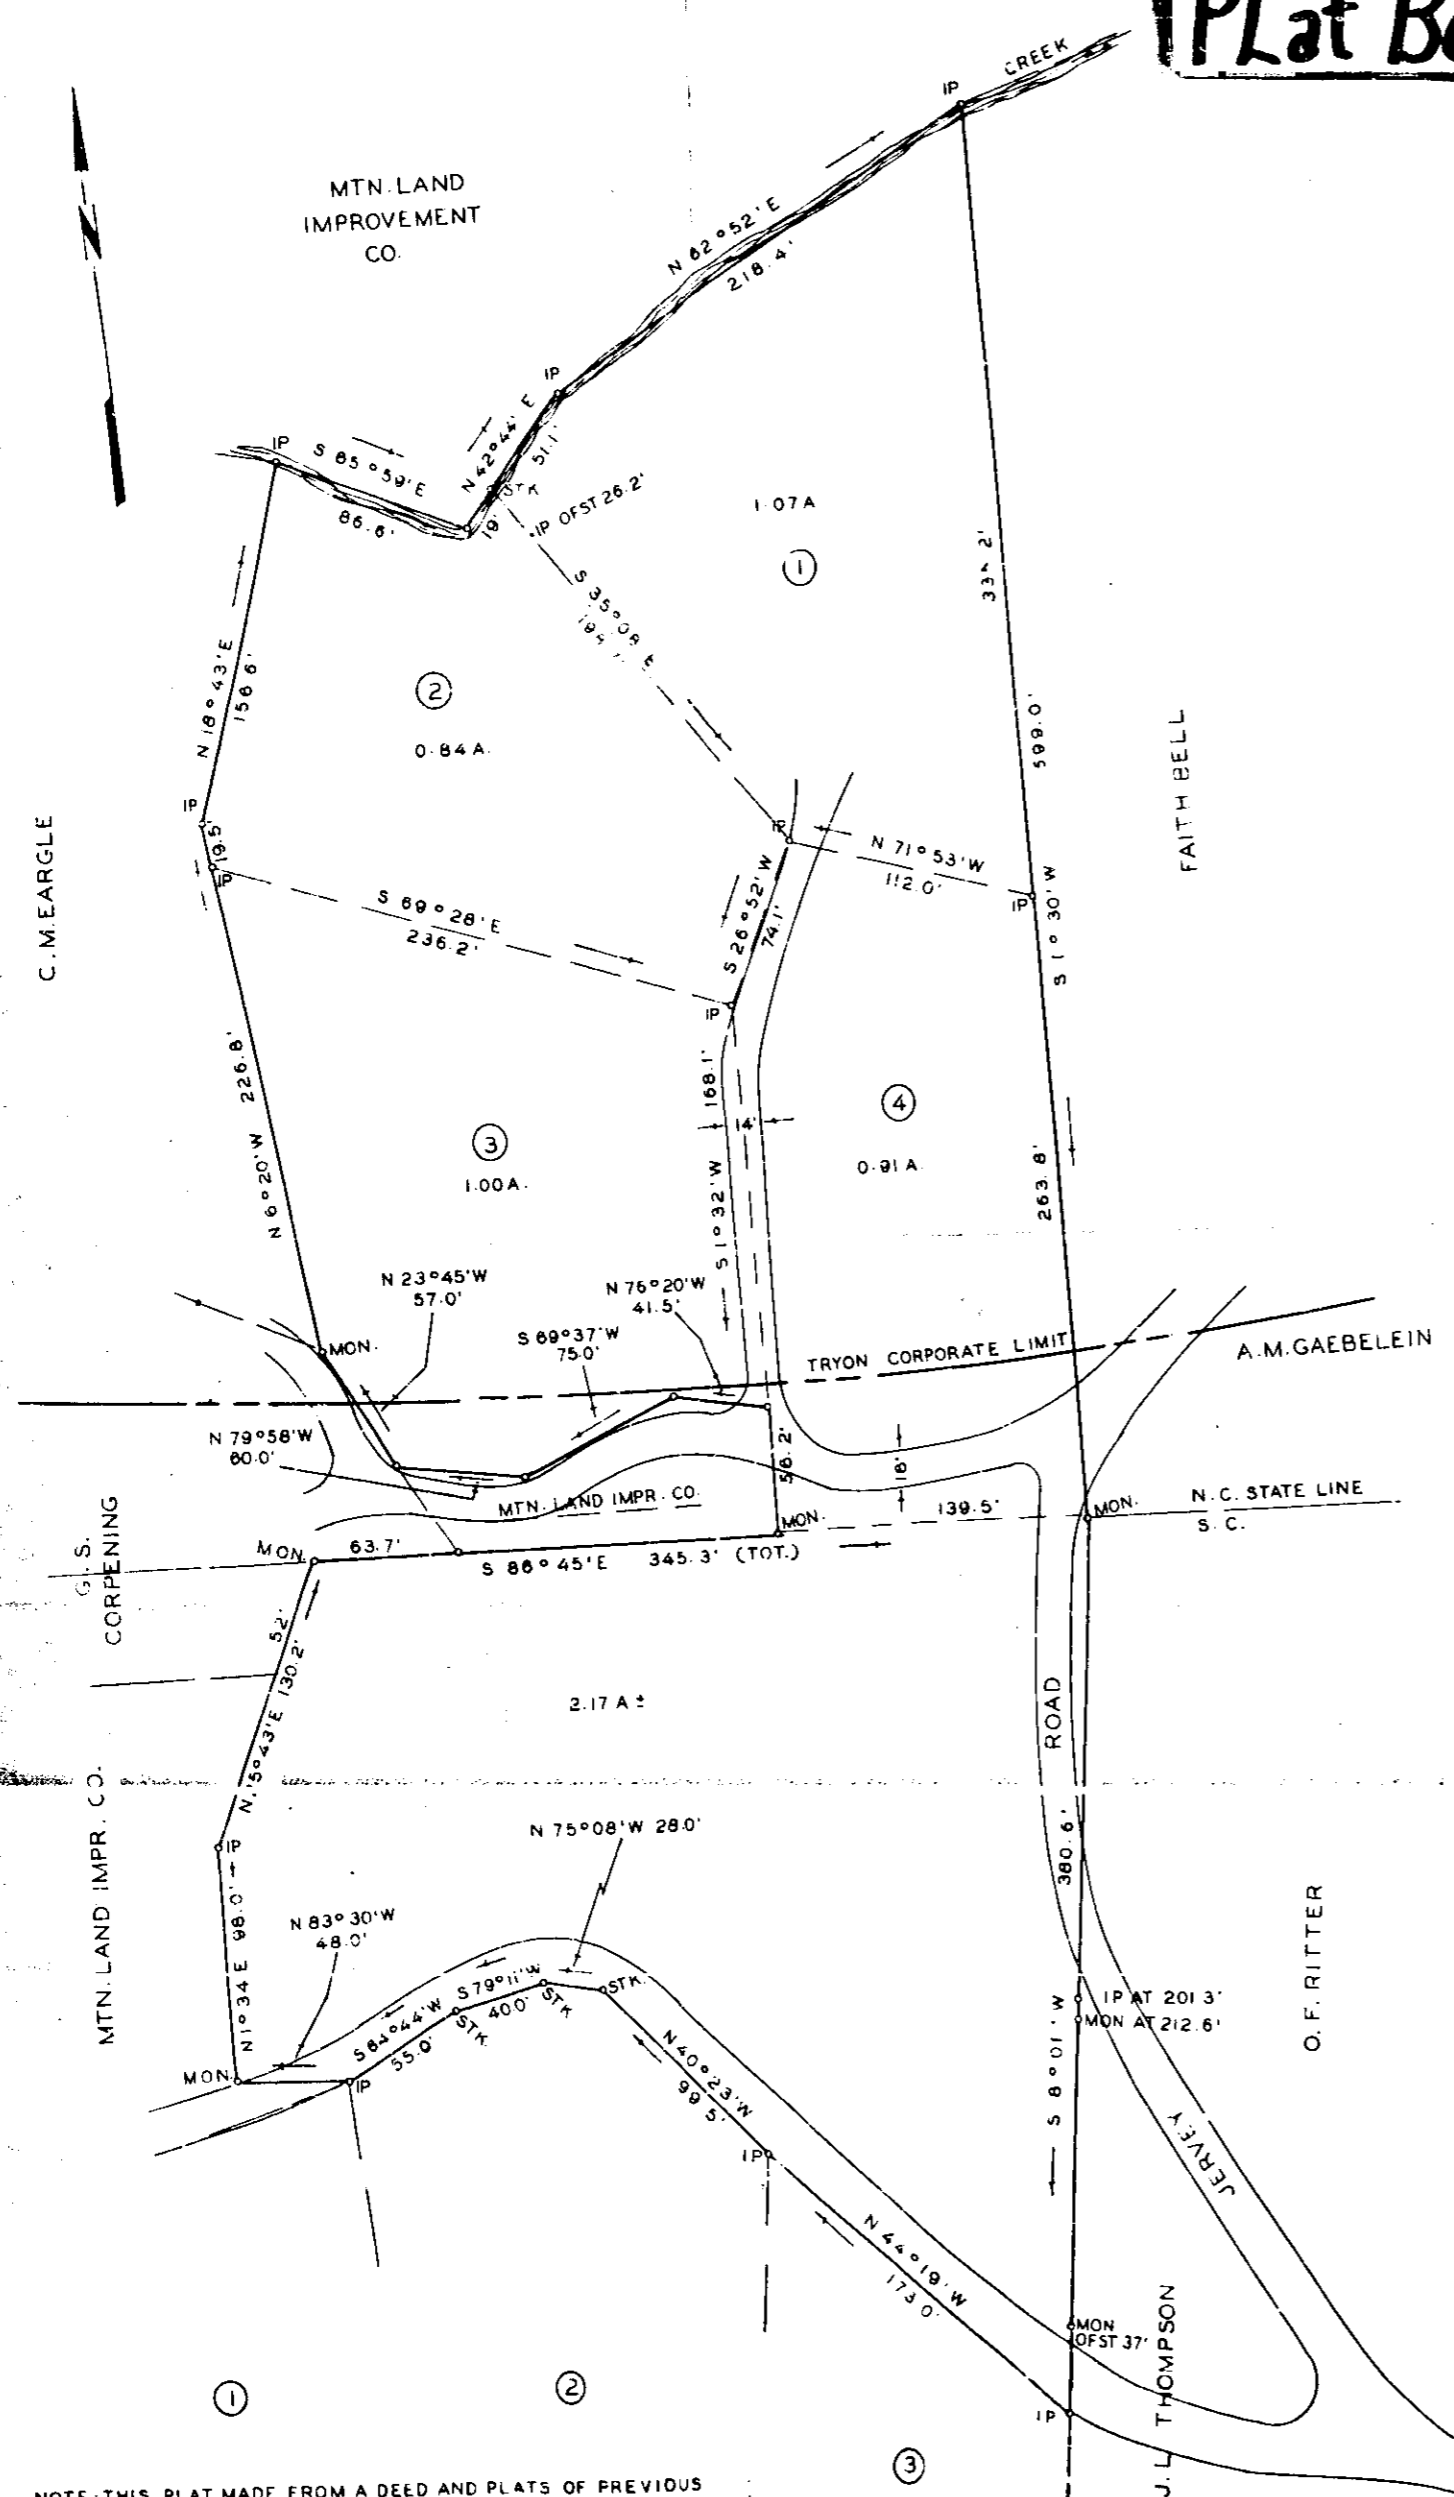 PLat
CREEK
IP
MTN. LAND
IMPROVEMENT
CO.
N
N 62°52' E
218.4'
IP
N 42°44' E
51.1'
IP
S 85°59' E
86.6'
STK
19'
IP OFST 26.2'
1.07A
1
S 35°08' E
N 18°43' E
156.6'
2
0.84 A.
599.0'
FAITH BELL
C. M. EARGLE
IP
19.5'
IP
IP
N 71°53' W
112.0'
IP
S 69°28' E
236.2'
S 26°52' W
74.1'
S 1°30' W
IP
226.8'
168.1'
4
14'
3
1.00 A.
0.91 A.
N 6°20' W
S 1°32' W
263.8'
N 23°45' W
57.0'
N 76°20' W
41.5'
S 69°37' W
75.0'
MON.
TRYON CORPORATE LIMIT
A. M. GAEBELEIN
N 79°58' W
60.0'
58.2'
18'
MTN. LAND IMPR. CO.
MON.
139.5'
MON.
N.C. STATE LINE
S. C.
G. S.
CORPENING
MON.
63.7'
S 86°45' E 345.3' (TOT.)
52'
130.2'
2.17 A ±
ROAD
N 15°43' E
MTN. LAND IMPR. CO.
IP
N 75°08' W 28.0'
380.6'
N 83°30' W
48.0'
98.0'
N 1°34 E
O. F. RITTER
S 79°11' W
40.0'
STK
STK.
IP AT 201.3'
MON AT 212.6'
S 64°44' W
55.0'
STK
N 40°23' W
99.5'
S 8°01' W
MON.
IP
JERVEY
IP
N 44°19' W
173.0'
MON
OFST 37'
J. L. THOMPSON
1
2
IP
3
NOTE: THIS PLAT MADE FROM A DEED AND PLATS OF PREVIOUS